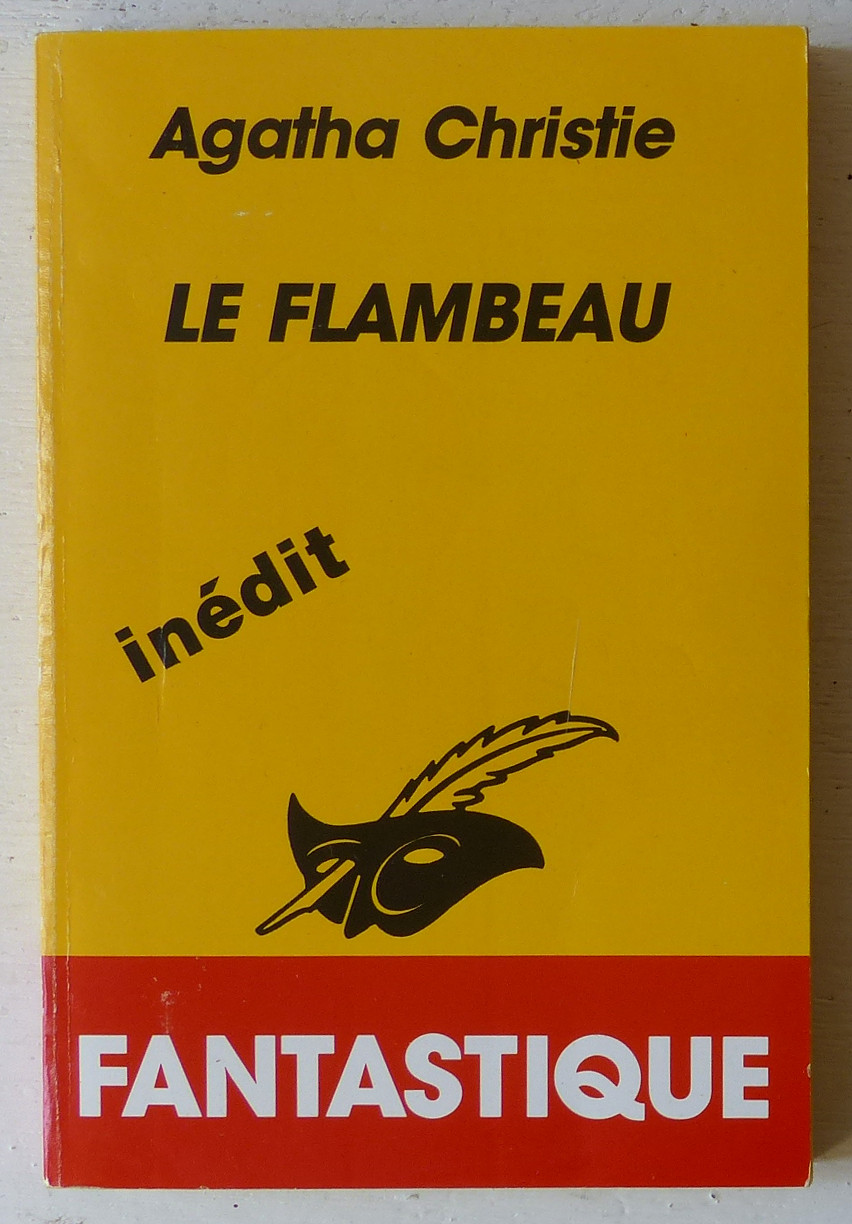 Agatha Christie
LE FLAMBEAU
inédit
FANTASTIQUE